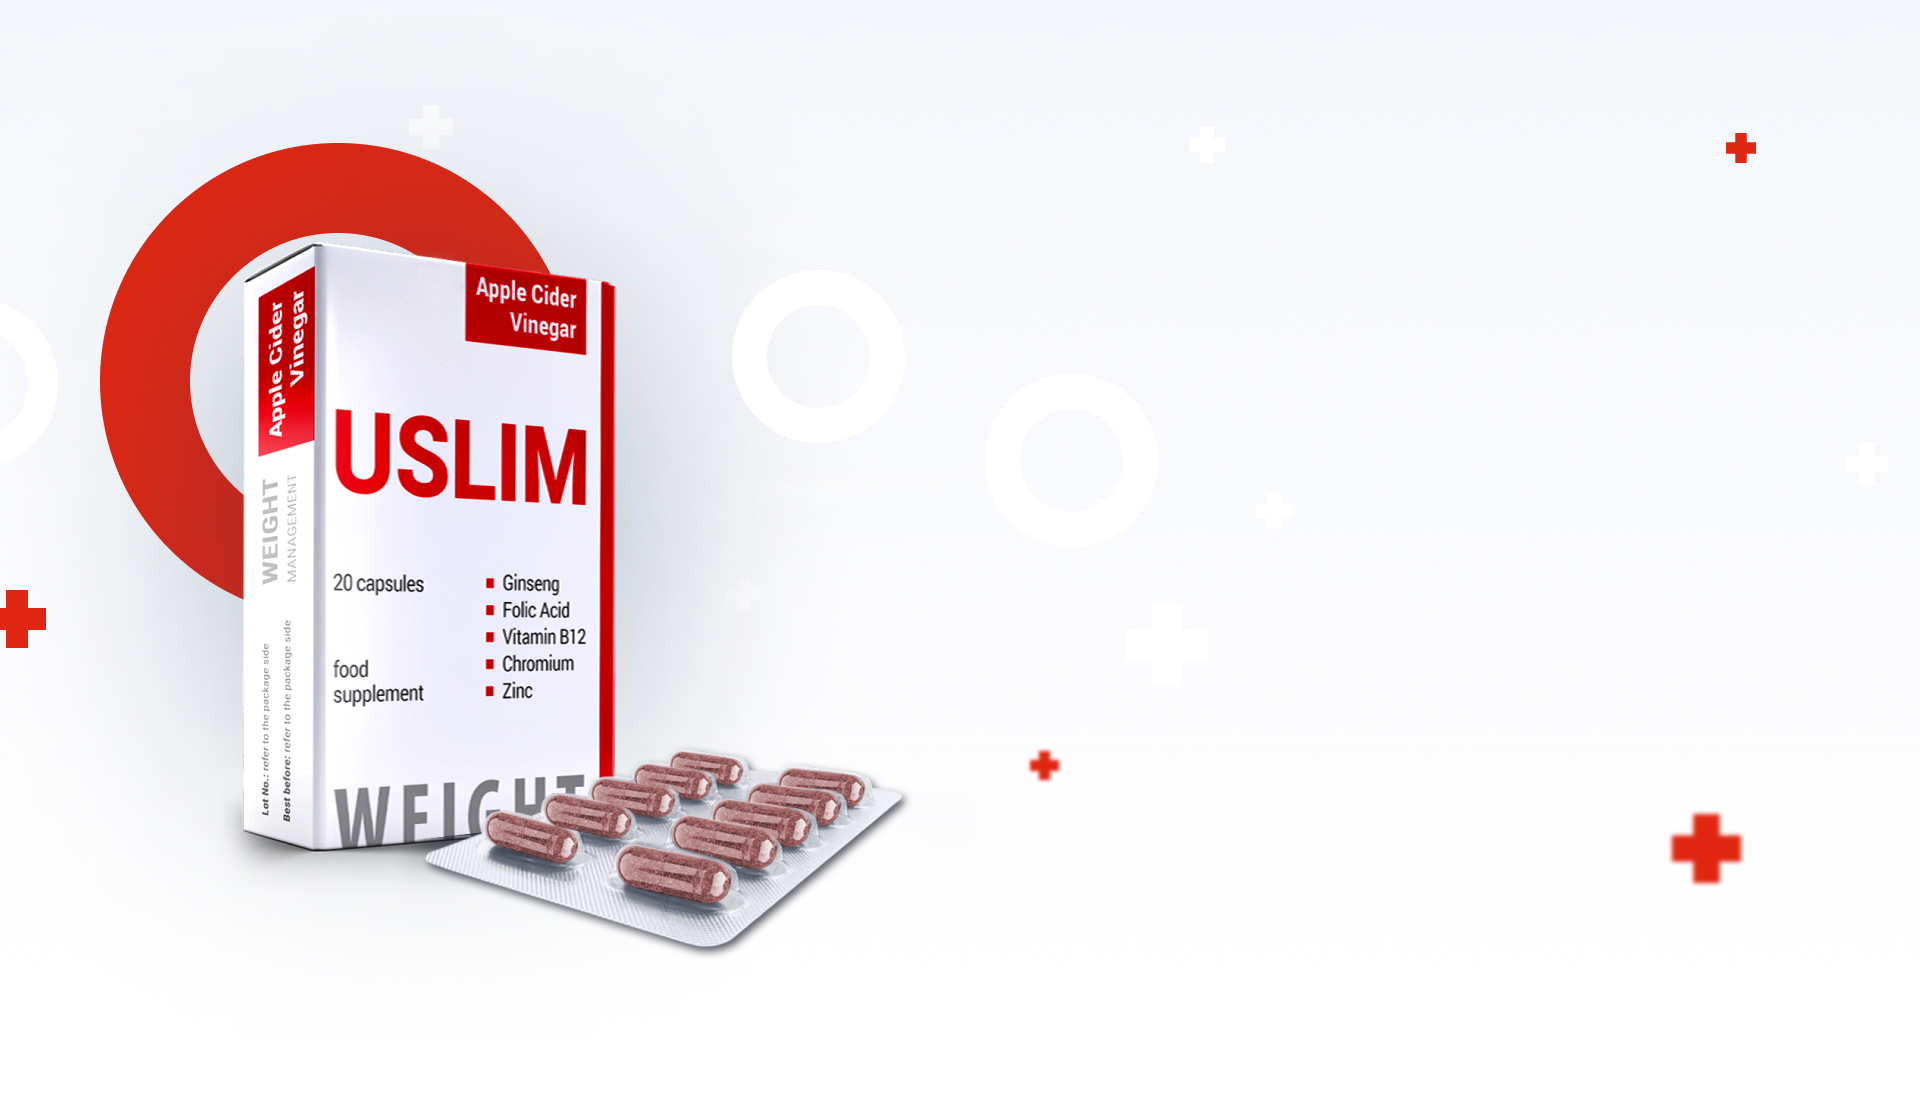 Apple Cider
Vinegar
WEIGHT
MANAGEMENT
Lot No.: refer to the package side
Best before: refer to the package side
Apple Cider
Vinegar
USLIM
20 capsules
food
supplement
Ginseng
Folic Acid
Vitamin B12
Chromium
Zinc
WEIGHT